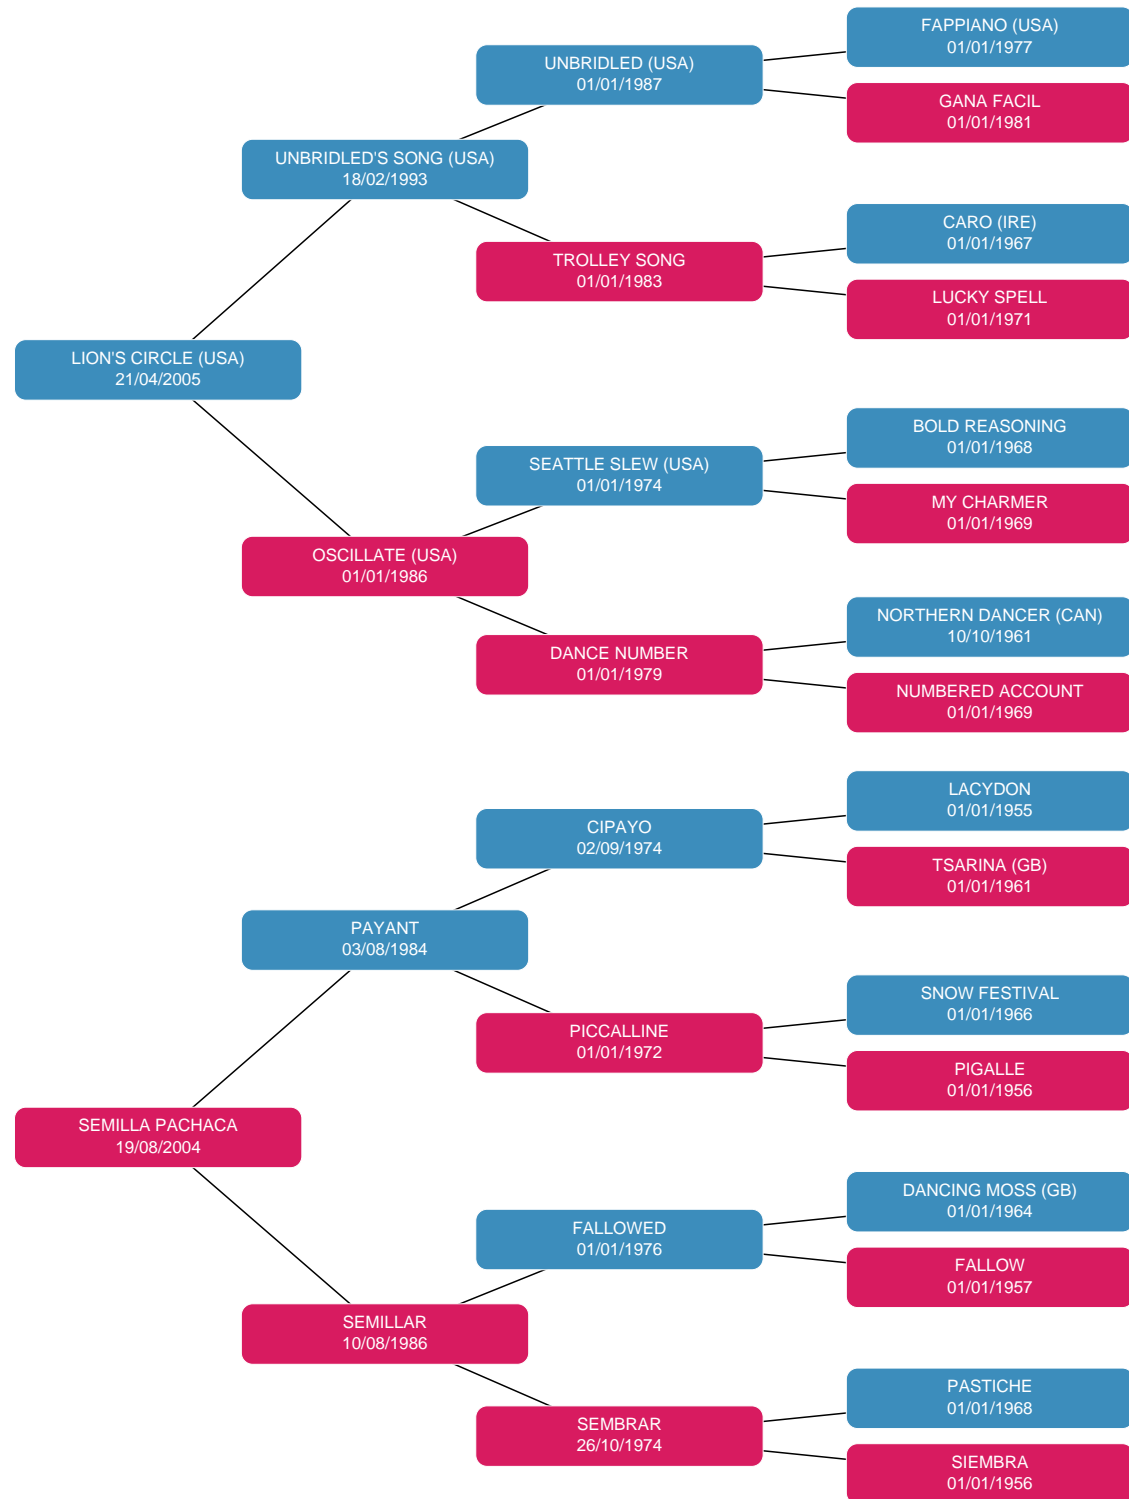 FAPPIANO (USA)
01/01/1977
UNBRIDLED (USA)
01/01/1987
GANA FACIL
01/01/1981
UNBRIDLED'S SONG (USA)
18/02/1993
CARO (IRE)
01/01/1967
TROLLEY SONG
01/01/1983
LUCKY SPELL
01/01/1971
LION'S CIRCLE (USA)
21/04/2005
BOLD REASONING
01/01/1968
SEATTLE SLEW (USA)
01/01/1974
MY CHARMER
01/01/1969
OSCILLATE (USA)
01/01/1986
NORTHERN DANCER (CAN)
10/10/1961
DANCE NUMBER
01/01/1979
NUMBERED ACCOUNT
01/01/1969
LACYDON
01/01/1955
CIPAYO
02/09/1974
TSARINA (GB)
01/01/1961
PAYANT
03/08/1984
SNOW FESTIVAL
01/01/1966
PICCALLINE
01/01/1972
PIGALLE
01/01/1956
SEMILLA PACHACA
19/08/2004
DANCING MOSS (GB)
01/01/1964
FALLOWED
01/01/1976
FALLOW
01/01/1957
SEMILLAR
10/08/1986
PASTICHE
01/01/1968
SEMBRAR
26/10/1974
SIEMBRA
01/01/1956